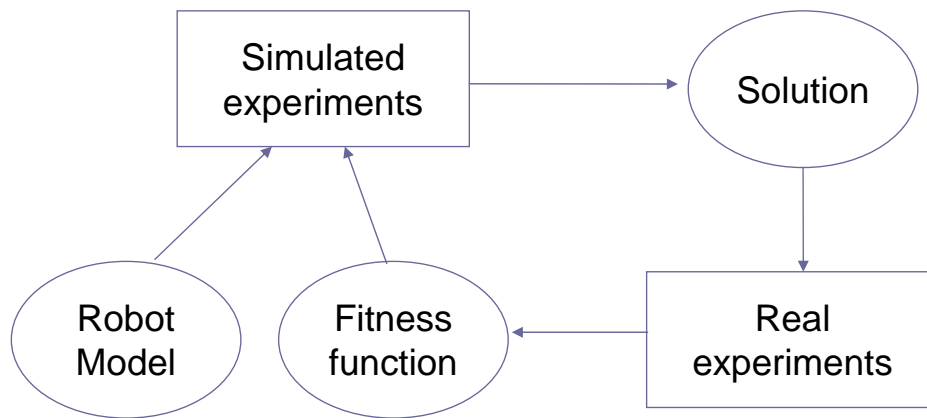 Simulated
experiments
Solution
Robot
Model
Fitness
function
Real
experiments